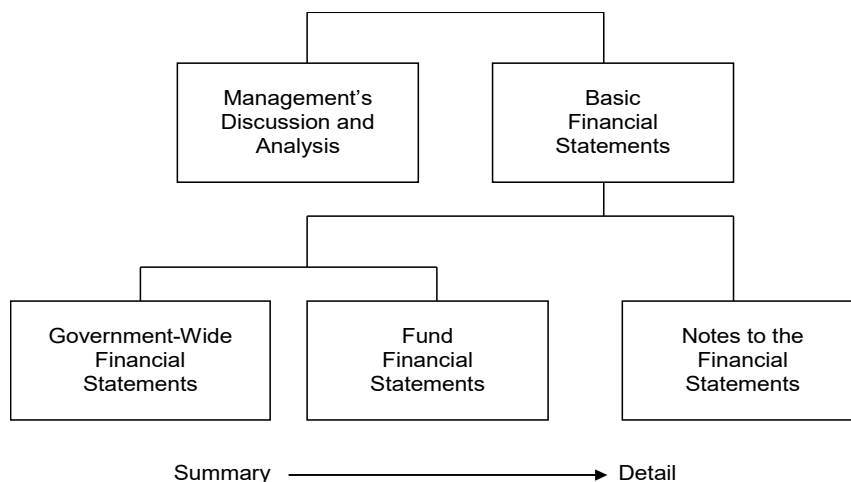 Management’s
Discussion and
Analysis
Basic
Financial
Statements
Government-Wide
Financial
Statements
Fund
Financial
Statements
Notes to the
Financial
Statements
Summary
Detail